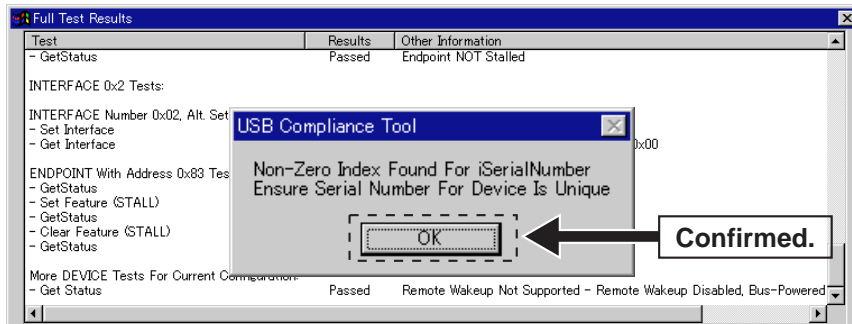 Full Test Results
Test Results Other Information
- GetStatus Passed Endpoint NOT Stalled
INTERFACE 0x2 Tests:
INTERFACE Number 0x02, Alt. Set
- Set Interface
- Get Interface 0x00
ENDPOINT With Address 0x83 Tes
- GetStatus
- Set Feature (STALL)
- GetStatus
- Clear Feature (STALL)
- GetStatus
USB Compliance Tool
Non-Zero Index Found For iSerialNumber
Ensure Serial Number For Device Is Unique
OK
Confirmed.
More DEVICE Tests For Current Configuration:
- Get Status Passed Remote Wakeup Not Supported - Remote Wakeup Disabled, Bus-Powered